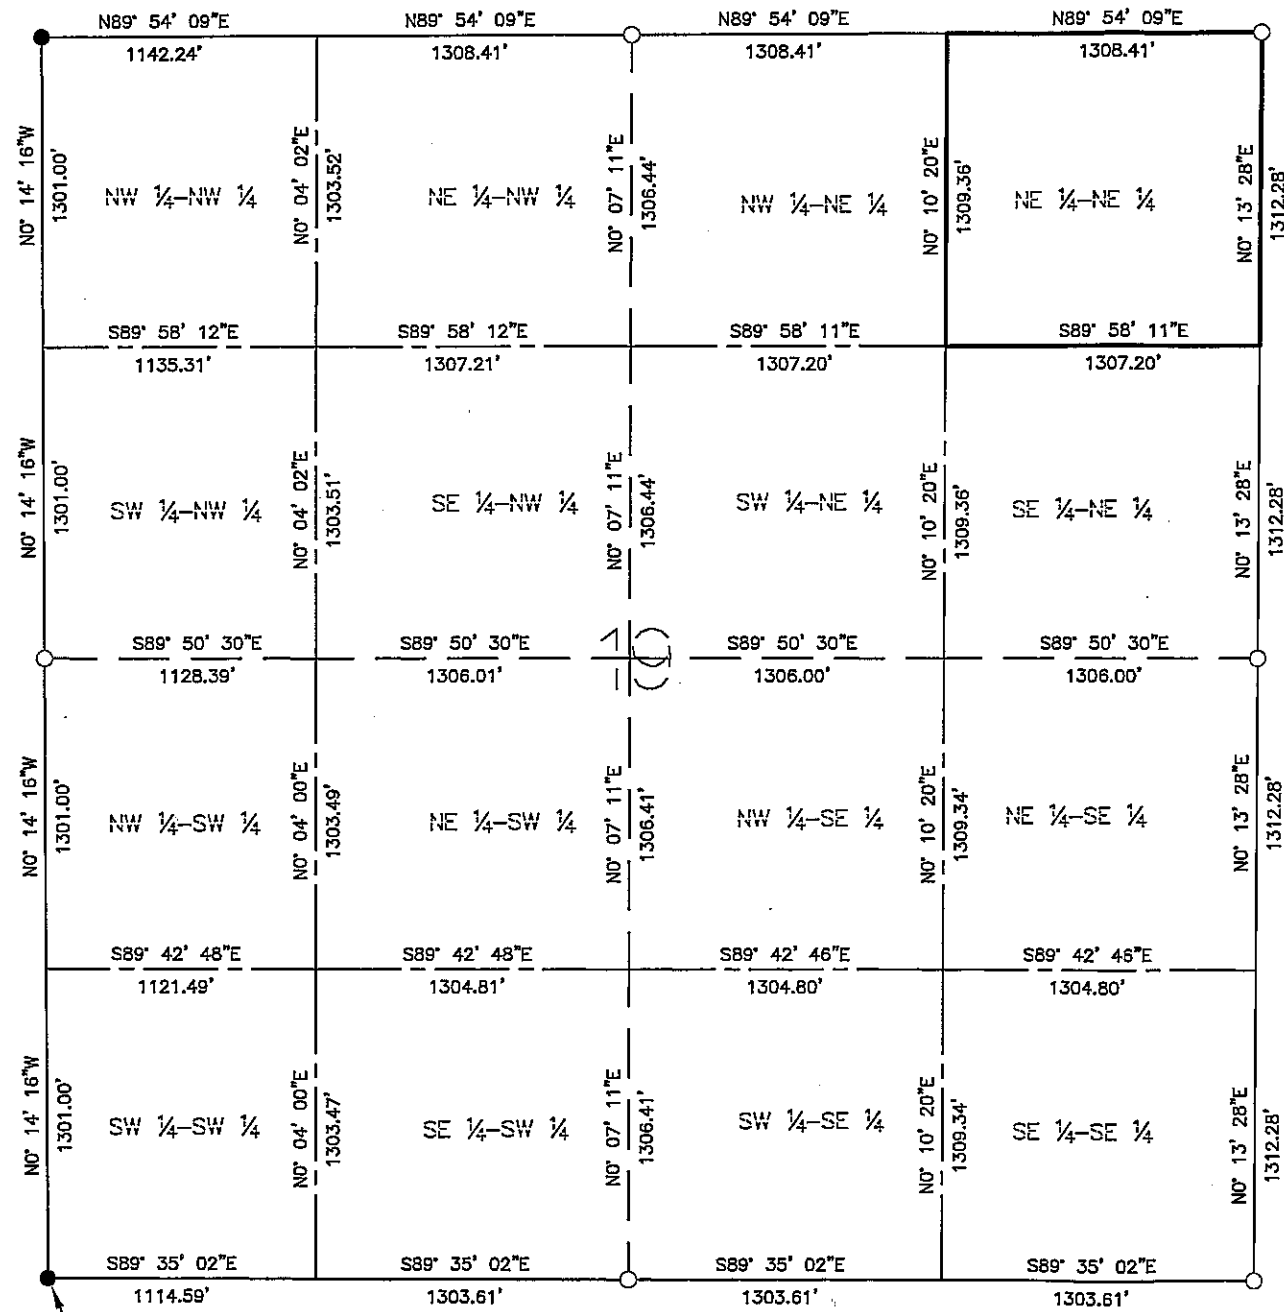 N89° 54' 09"E N89° 54' 09"E N89° 54' 09"E N89° 54' 09"E
1142.24' 1308.41' 1308.41' 1308.41'
N0° 14' 16"W
1301.00'
NW ¼-NW ¼
N0° 04' 02"E
1303.52'
NE ¼-NW ¼
N0° 07' 11"E
1306.44'
NW ¼-NE ¼
N0° 10' 20"E
1309.36'
NE ¼-NE ¼
N0° 13' 28"E
1312.28'
S89° 58' 12"E S89° 58' 12"E S89° 58' 11"E S89° 58' 11"E
1135.31' 1307.21' 1307.20' 1307.20'
N0° 14' 16"W
1301.00'
SW ¼-NW ¼
N0° 04' 02"E
1303.51'
SE ¼-NW ¼
N0° 07' 11"E
1306.44'
SW ¼-NE ¼
N0° 10' 20"E
1309.36'
SE ¼-NE ¼
N0° 13' 28"E
1312.28'
S89° 50' 30"E S89° 50' 30"E S89° 50' 30"E S89° 50' 30"E
1128.39' 1306.01' 1306.00' 1306.00'
N0° 14' 16"W
1301.00'
NW ¼-SW ¼
N0° 04' 00"E
1303.49'
NE ¼-SW ¼
N0° 07' 11"E
1306.41'
NW ¼-SE ¼
N0° 10' 20"E
1309.34'
NE ¼-SE ¼
N0° 13' 28"E
1312.28'
S89° 42' 48"E S89° 42' 48"E S89° 42' 46"E S89° 42' 46"E
1121.49' 1304.81' 1304.80' 1304.80'
N0° 14' 16"W
1301.00'
SW ¼-SW ¼
N0° 04' 00"E
1303.47'
SE ¼-SW ¼
N0° 07' 11"E
1306.41'
SW ¼-SE ¼
N0° 10' 20"E
1309.34'
SE ¼-SE ¼
N0° 13' 28"E
1312.28'
S89° 35' 02"E S89° 35' 02"E S89° 35' 02"E S89° 35' 02"E
1114.59' 1303.61' 1303.61' 1303.61'